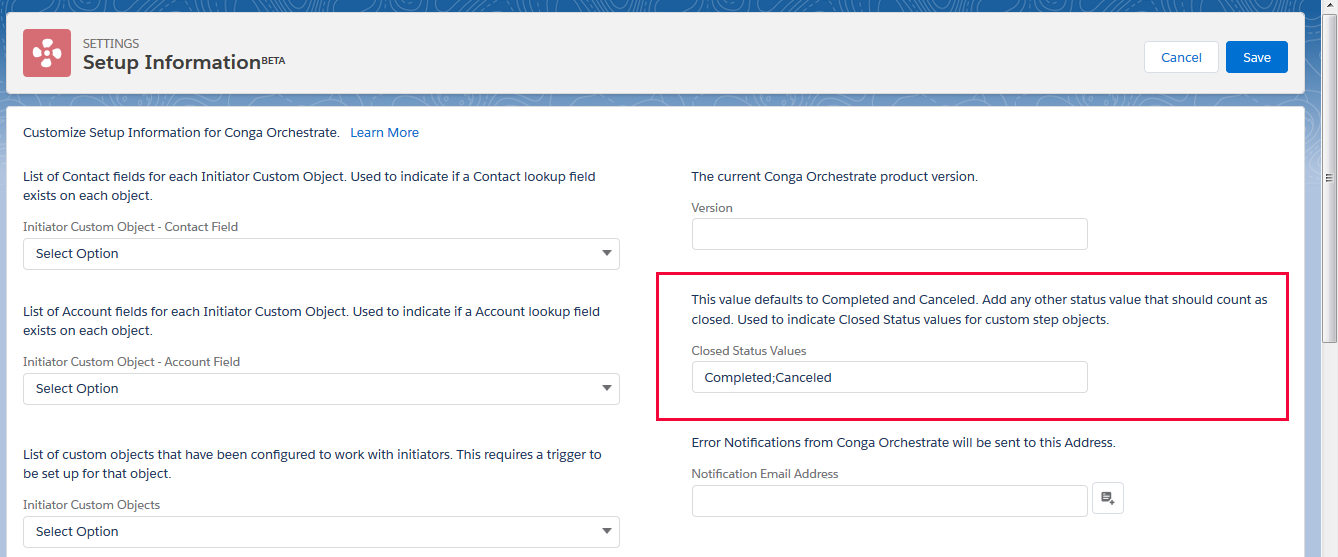 SETTINGS
Setup InformationBETA
Cancel
Save
Customize Setup Information for Conga Orchestrate. Learn More
List of Contact fields for each Initiator Custom Object. Used to indicate if a Contact lookup field
exists on each object.
Initiator Custom Object - Contact Field
Select Option
List of Account fields for each Initiator Custom Object. Used to indicate if a Account lookup field
exists on each object.
Initiator Custom Object - Account Field
Select Option
List of custom objects that have been configured to work with initiators. This requires a trigger to
be set up for that object.
Initiator Custom Objects
Select Option
The current Conga Orchestrate product version.
Version
This value defaults to Completed and Canceled. Add any other status value that should count as
closed. Used to indicate Closed Status values for custom step objects.
Closed Status Values
Completed;Canceled
Error Notifications from Conga Orchestrate will be sent to this Address.
Notification Email Address